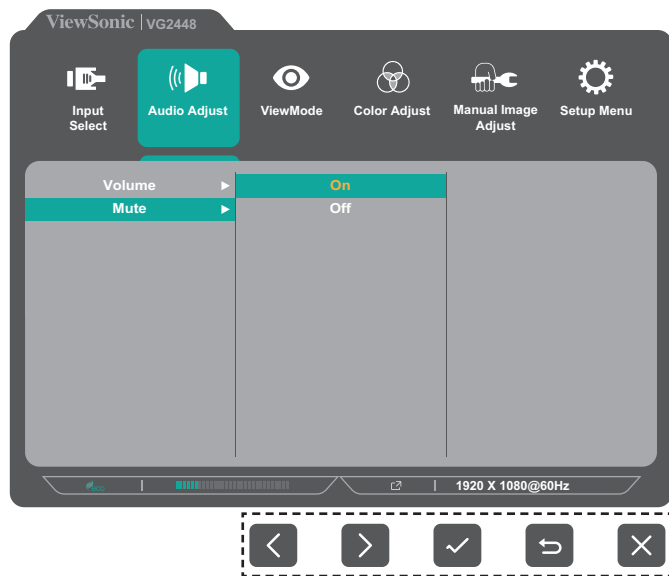 ViewSonic | VG2448
Input Select
Audio Adjust
ViewMode
Color Adjust
Manual Image Adjust
Setup Menu
Volume
On
Mute
Off
eco
1920 X 1080@60Hz